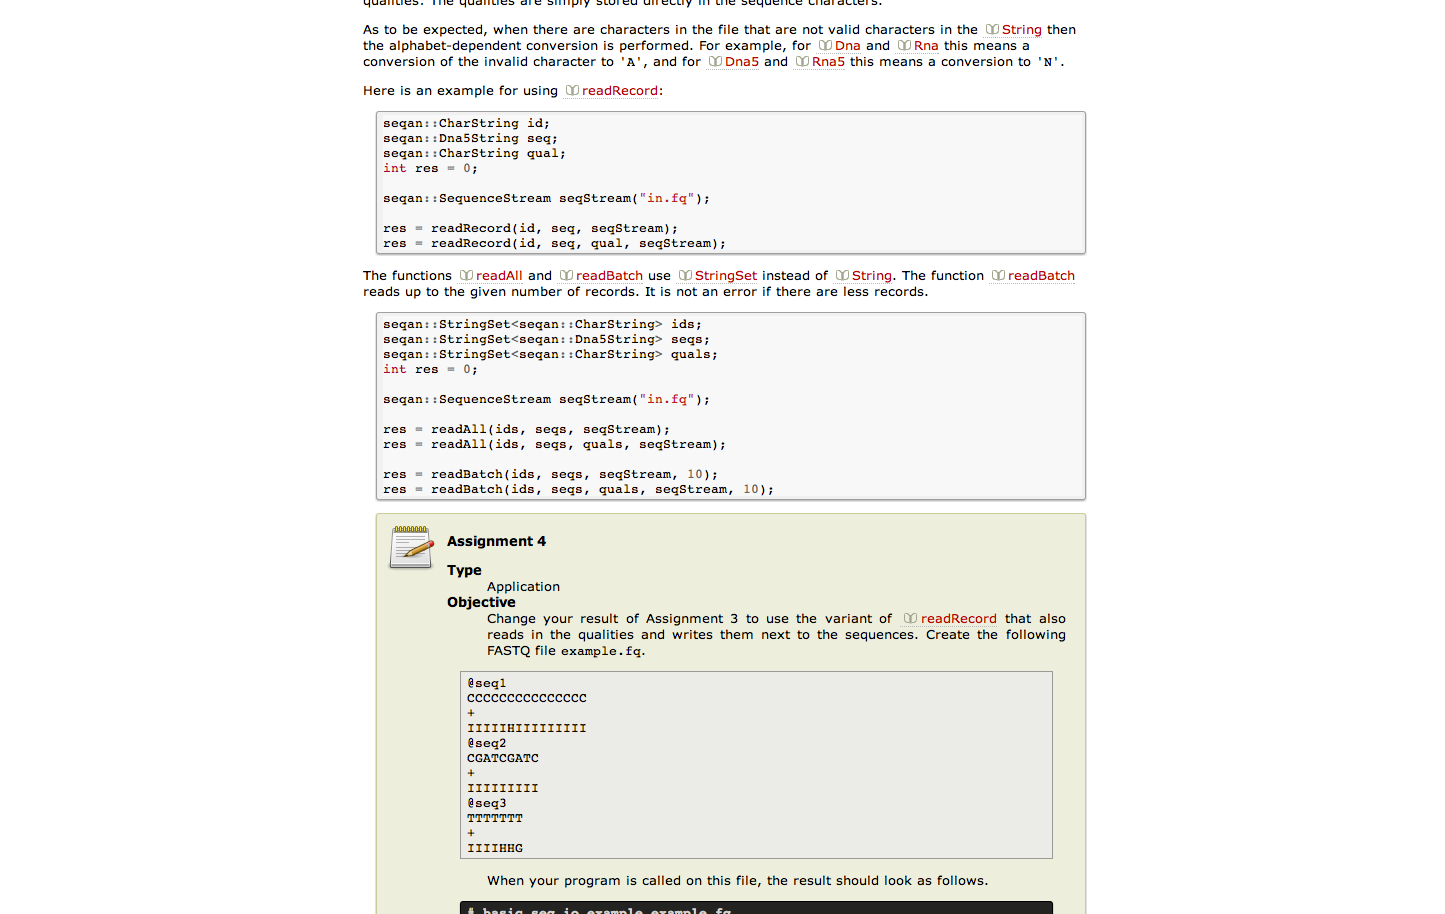 qualities. The qualities are simply stored directly in the sequence characters.
As to be expected, when there are characters in the file that are not valid characters in the String then
the alphabet-dependent conversion is performed. For example, for Dna and Rna this means a
conversion of the invalid character to 'A', and for Dna5 and Rna5 this means a conversion to 'N'.
Here is an example for using readRecord:
seqan::CharString id;
seqan::Dna5String seq;
seqan::CharString qual;
int res = 0;
seqan::SequenceStream seqStream("in.fq");
res = readRecord(id, seq, seqStream);
res = readRecord(id, seq, qual, seqStream);
The functions readAll and readBatch use StringSet instead of String. The function readBatch
reads up to the given number of records. It is not an error if there are less records.
seqan::StringSet<seqan::CharString> ids;
seqan::StringSet<seqan::Dna5String> seqs;
seqan::StringSet<seqan::CharString> quals;
int res = 0;
seqan::SequenceStream seqStream("in.fq");
res = readAll(ids, seqs, seqStream);
res = readAll(ids, seqs, quals, seqStream);
res = readBatch(ids, seqs, seqStream, 10);
res = readBatch(ids, seqs, quals, seqStream, 10);
Assignment 4
Type
Application
Objective
Change your result of Assignment 3 to use the variant of readRecord that also
reads in the qualities and writes them next to the sequences. Create the following
FASTQ file example.fq.
@seq1
CCCCCCCCCCCCCCC
+
IIIIIHIIIIIIIII
@seq2
CGATCGATC
+
IIIIIIIII
@seq3
TTTTTTT
+
IIIIHHG
When your program is called on this file, the result should look as follows.
# basic_seq_io_example example.fq